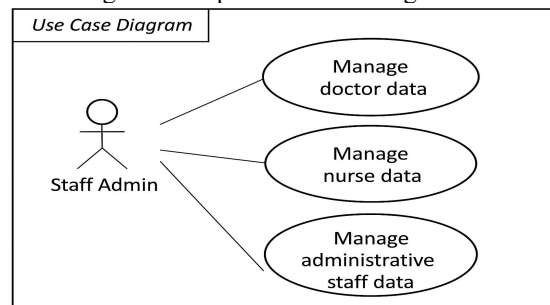 Use Case Diagram
Manage
doctor data
Manage
nurse data
Staff Admin
Manage
administrative
staff data